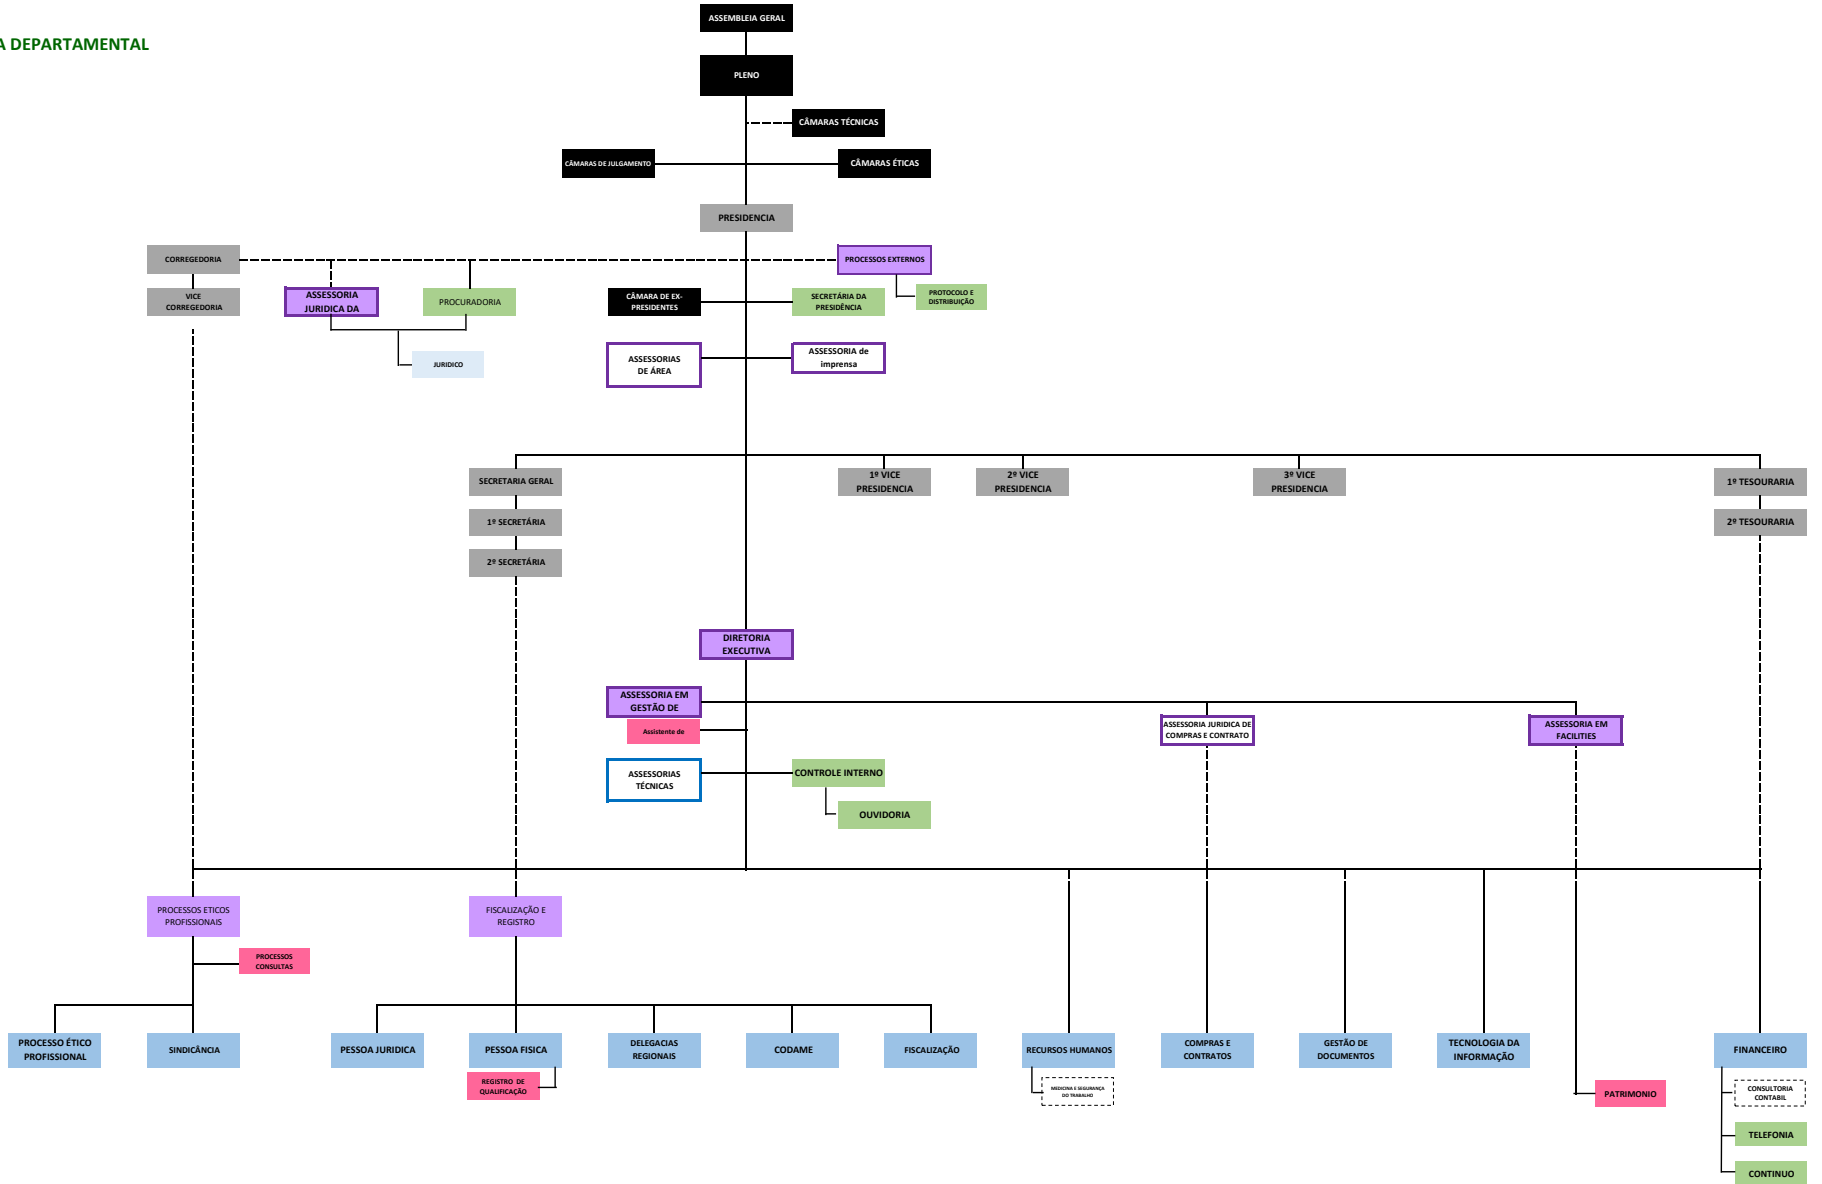 ASSEMBLEIA GERAL
A DEPARTAMENTAL
PLENO
CÂMARAS TÉCNICAS
CÂMARAS DE JULGAMENTO
CÂMARAS ÉTICAS
PRESIDENCIA
CORREGEDORIA
PROCESSOS EXTERNOS
VICE
CORREGEDORIA
ASSESSORIA
JURIDICA DA
PROCURADORIA
CÂMARA DE EX-
PRESIDENTES
SECRETÁRIA DA
PRESIDÊNCIA
PROTOCOLO E
DISTRIBUIÇÃO
JURIDICO
ASSESSORIAS
DE ÁREA
ASSESSORIA de
imprensa
SECRETARIA GERAL
1º VICE
PRESIDENCIA
2º VICE
PRESIDENCIA
3º VICE
PRESIDENCIA
1º TESOURARIA
1º SECRETÁRIA
2º TESOURARIA
2º SECRETÁRIA
DIRETORIA
EXECUTIVA
ASSESSORIA EM
GESTÃO DE
Assistente de
ASSESSORIA JURIDICA DE
COMPRAS E CONTRATO
ASSESSORIA EM
FACILITIES
ASSESSORIAS
TÉCNICAS
CONTROLE INTERNO
OUVIDORIA
PROCESSOS ETICOS
PROFISSIONAIS
FISCALIZAÇÃO E
REGISTRO
PROCESSOS
CONSULTAS
PROCESSO ÉTICO
PROFISSIONAL
SINDICÂNCIA
PESSOA JURIDICA
PESSOA FISICA
DELEGACIAS
REGIONAIS
CODAME
FISCALIZAÇÃO
RECURSOS HUMANOS
COMPRAS E
CONTRATOS
GESTÃO DE
DOCUMENTOS
TECNOLOGIA DA
INFORMAÇÃO
FINANCEIRO
REGISTRO DE
QUALIFICAÇÃO
MEDICINA E SEGURANÇA
DO TRABALHO
PATRIMONIO
CONSULTORIA
CONTABIL
TELEFONIA
CONTINUO